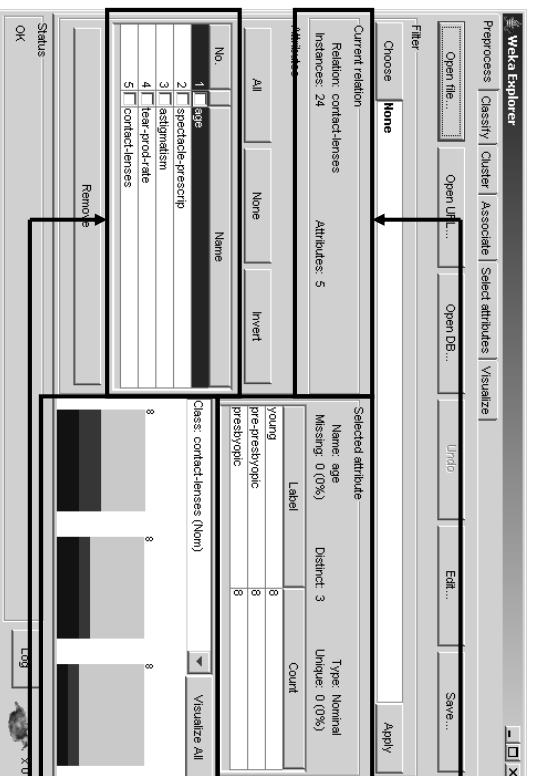 Weka Explorer
Preprocess Classify Cluster Associate Select attributes Visualize
Open file... Open URL... Open DB... Undo Edit... Save...
Filter
Choose None Apply
Current relation
Relation: contact-lenses
Instances: 24 Attributes: 5
Attributes
All None Invert
No. Name
1 age
2 spectacle-prescrip
3 astigmatism
4 tear-prod-rate
5 contact-lenses
Remove
Selected attribute
Name: age Type: Nominal
Missing: 0 (0%) Distinct: 3 Unique: 0 (0%)
Label Count
young 8
pre-presbyopic 8
presbyopic 8
Class: contact-lenses (Nom) Visualize All
8 8 8
Status
OK Log x 0